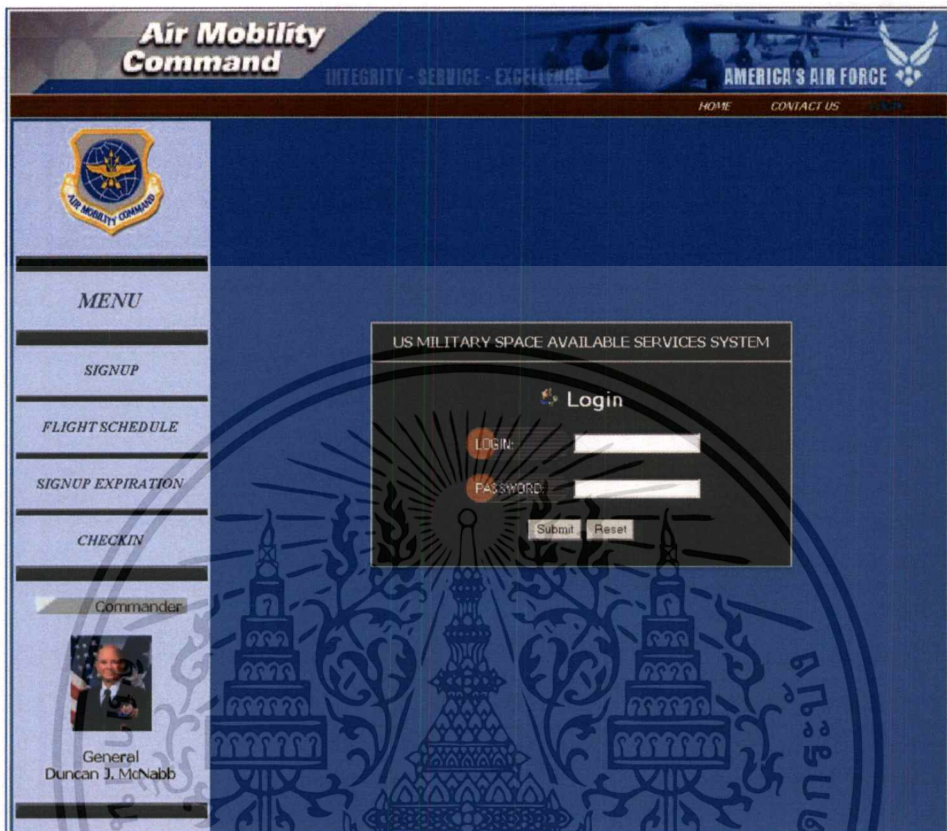 Air Mobility
Command
INTEGRITY - SERVICE - EXCELLENCE
AMERICA'S AIR FORCE
HOME CONTACT US
AIR MOBILITY COMMAND
MENU
SIGNUP
FLIGHT SCHEDULE
SIGNUP EXPIRATION
CHECKIN
Commander
General
Duncan J. McNabb
US MILITARY SPACE AVAILABLE SERVICES SYSTEM
Login
LOGIN:
PASSWORD:
Submit Reset